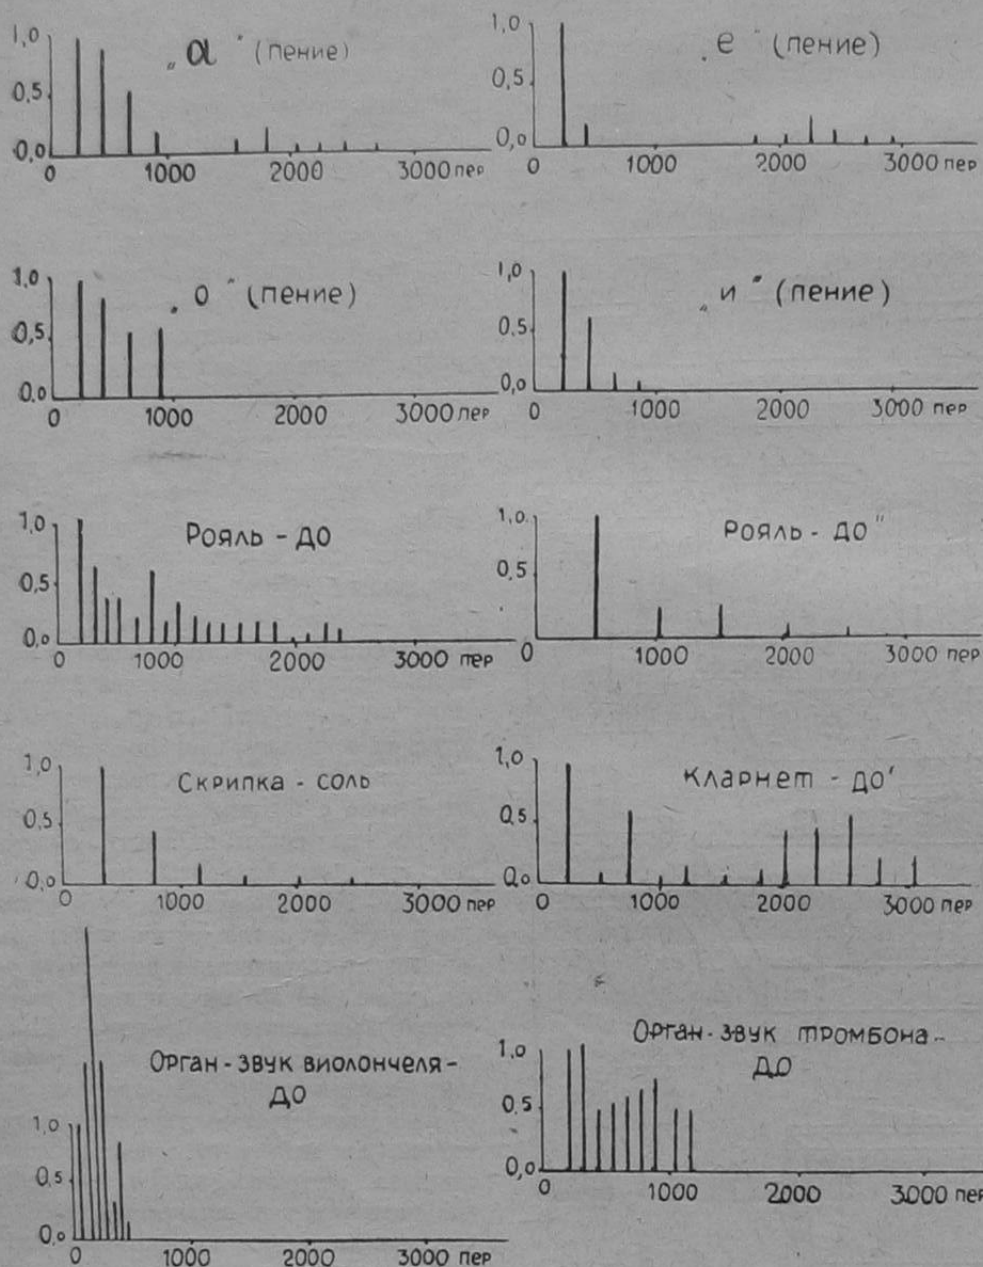 1,0 „а“ (пение)
0,5
0,0
0 1000 2000 3000 пер
1,0 „е“ (пение)
0,5
0,0
0 1000 2000 3000 пер
1,0 „о“ (пение)
0,5
0,0
0 1000 2000 3000 пер
1,0 „и“ (пение)
0,5
0,0
0 1000 2000 3000 пер
1,0 Рояль - до
0,5
0,0
0 1000 2000 3000 пер
1,0 Рояль - до"
0,5
0 1000 2000 3000 пер
1,0 Скрипка - соль
0,5
0,0
0 1000 2000 3000 пер
1,0 Кларнет - до'
0,5
0,0
0 1000 2000 3000 пер
Орган - звук виолончеля -
до
1,0
0,5
0,0
0 1000 2000 3000 пер
Орган - звук тромбона -
до
1,0
0,5
0,0
0 1000 2000 3000 пер